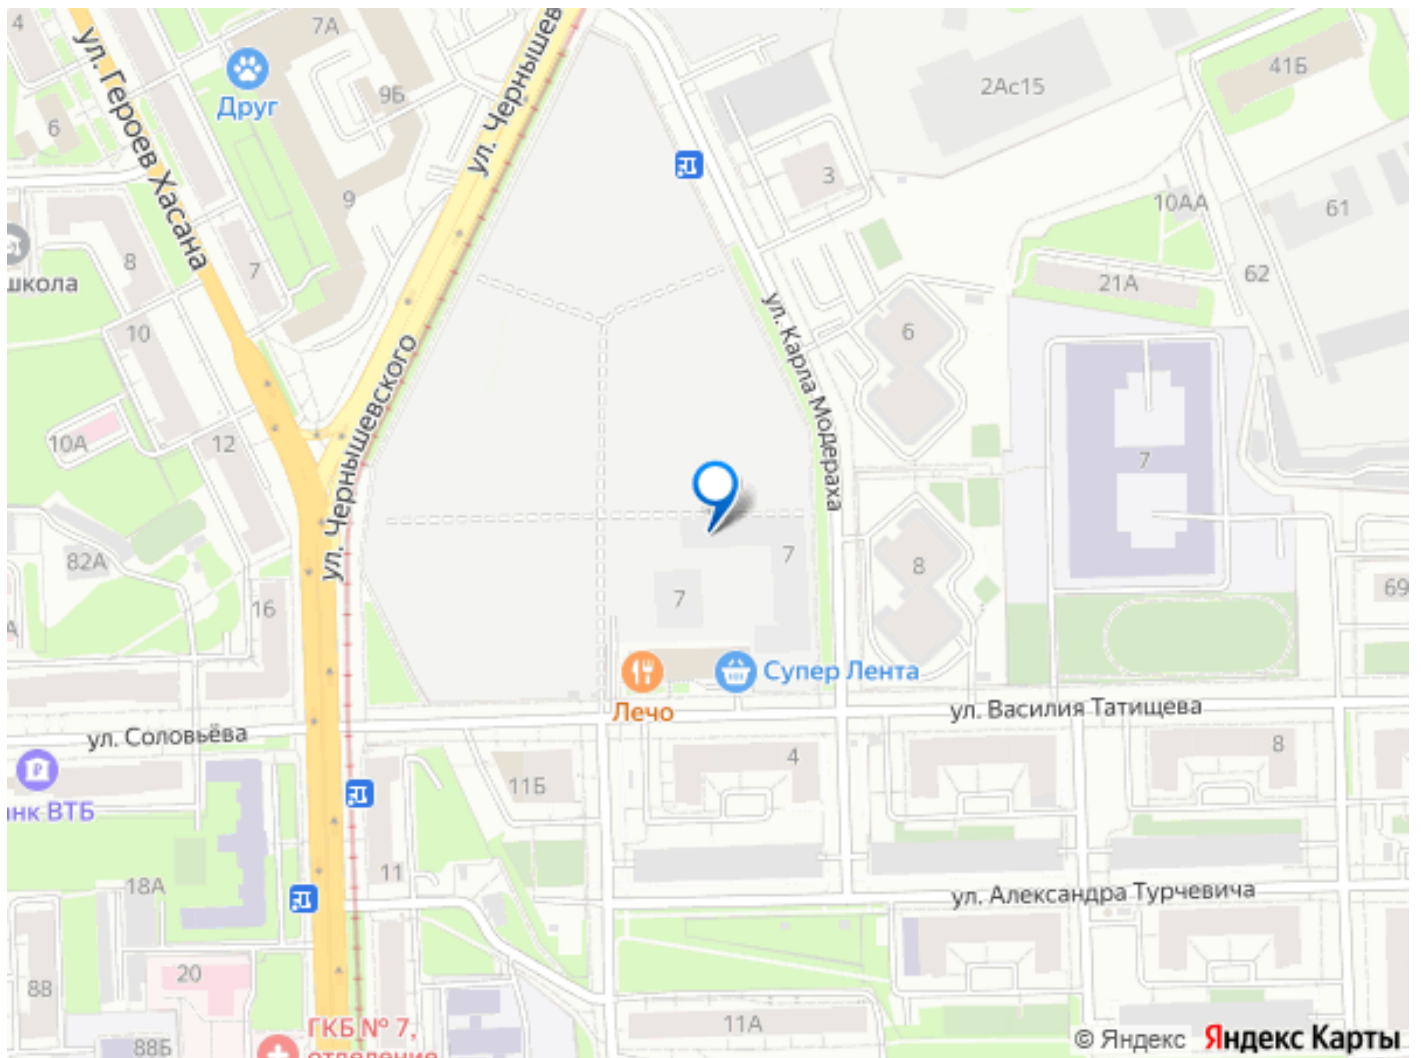 4
7А
ул. Чернышев
41Б
2Ас15
ул. Героев Хасана
Друг
9Б
6
3
9
10АА
61
8
7
школа
62
21А
10
ул. Карла Модераха
6
ул. Чернышевского
10А
12
7
82А
7
8
16
7
69
Супер Лента
Лечо
ул. Василия Татищева
ул. Соловьёва
4
8
11Б
нк ВТБ
11
18А
ул. Александра Турчевича
20
88
11А
ГКБ № 7,
отделение
88Б
© Яндекс Яндекс Карты